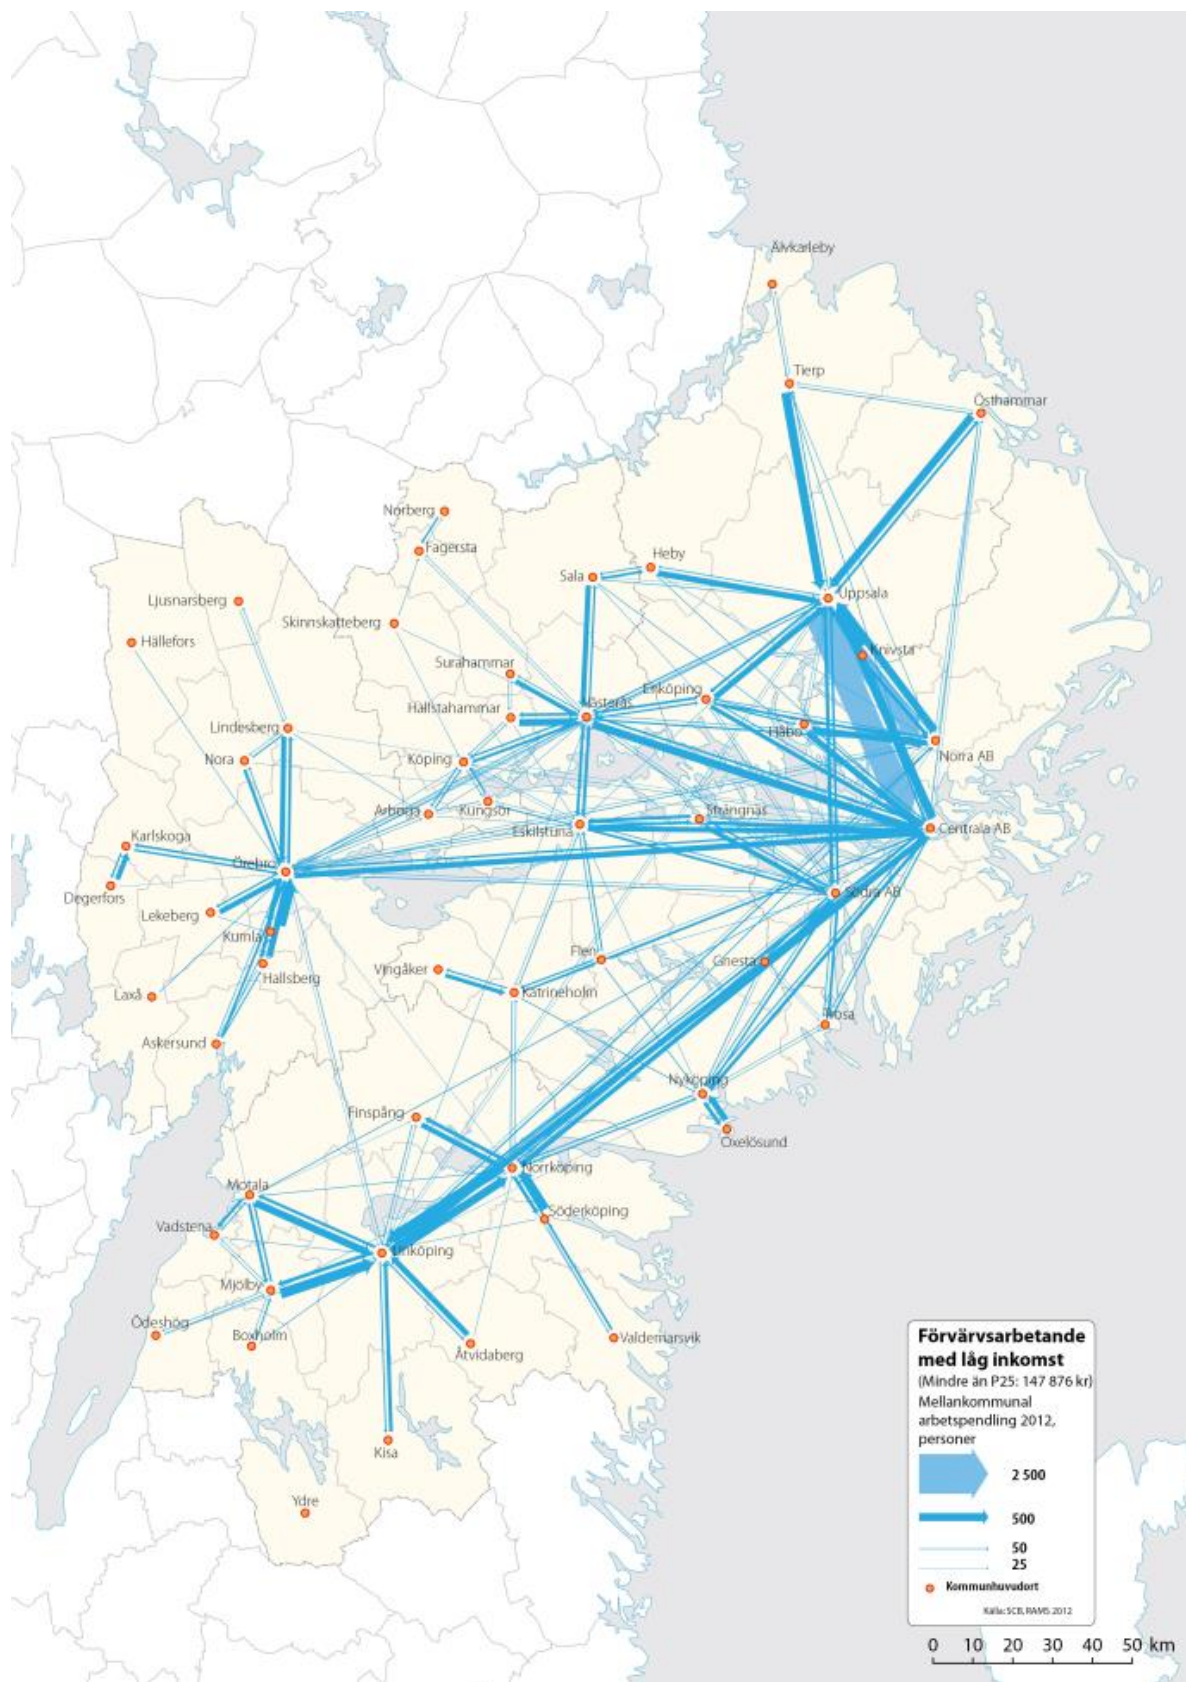 Älvkarleby
Tierp
Östhammar
Norberg
Fagersta
Heby
Sala
Uppsala
Ljusnarsberg
Skinnskatteberg
Hällefors
Knivsta
Surahammar
Enköping
Västerås
Hallstahammar
Lindesberg
Håbo
Norra AB
Nora
Köping
Arboga
Kungsör
Strängnäs
Eskilstuna
Centrala AB
Karlskoga
Örebro
Degerfors
Södra AB
Lekeberg
Kumla
Flen
Gnesta
Vingåker
Hallsberg
Katrineholm
Laxå
Trosa
Askersund
Nyköping
Finspång
Oxelösund
Norrköping
Motala
Söderköping
Vadstena
Linköping
Mjölby
Ödeshög
Boxholm
Valdemarsvik
Åtvidaberg
Kisa
Ydre
Förvärvsarbetande
med låg inkomst
(Mindre än P25: 147 876 kr)
Mellankommunal
arbetspendling 2012,
personer
2 500
500
50
25
Kommunhuvudort
Källa: SCB, RAMS 2012
0 10 20 30 40 50 km